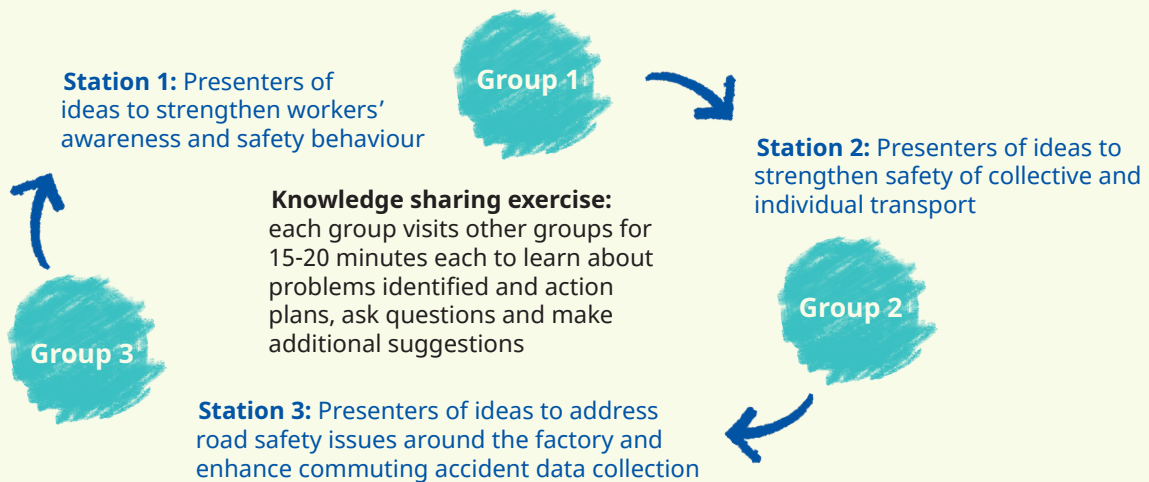 Group 1
Station 1: Presenters of
ideas to strengthen workers’
awareness and safety behaviour
Station 2: Presenters of ideas to
strengthen safety of collective and
individual transport
Knowledge sharing exercise:
each group visits other groups for
15-20 minutes each to learn about
problems identified and action
plans, ask questions and make
additional suggestions
Group 2
Group 3
Station 3: Presenters of ideas to address
road safety issues around the factory and
enhance commuting accident data collection